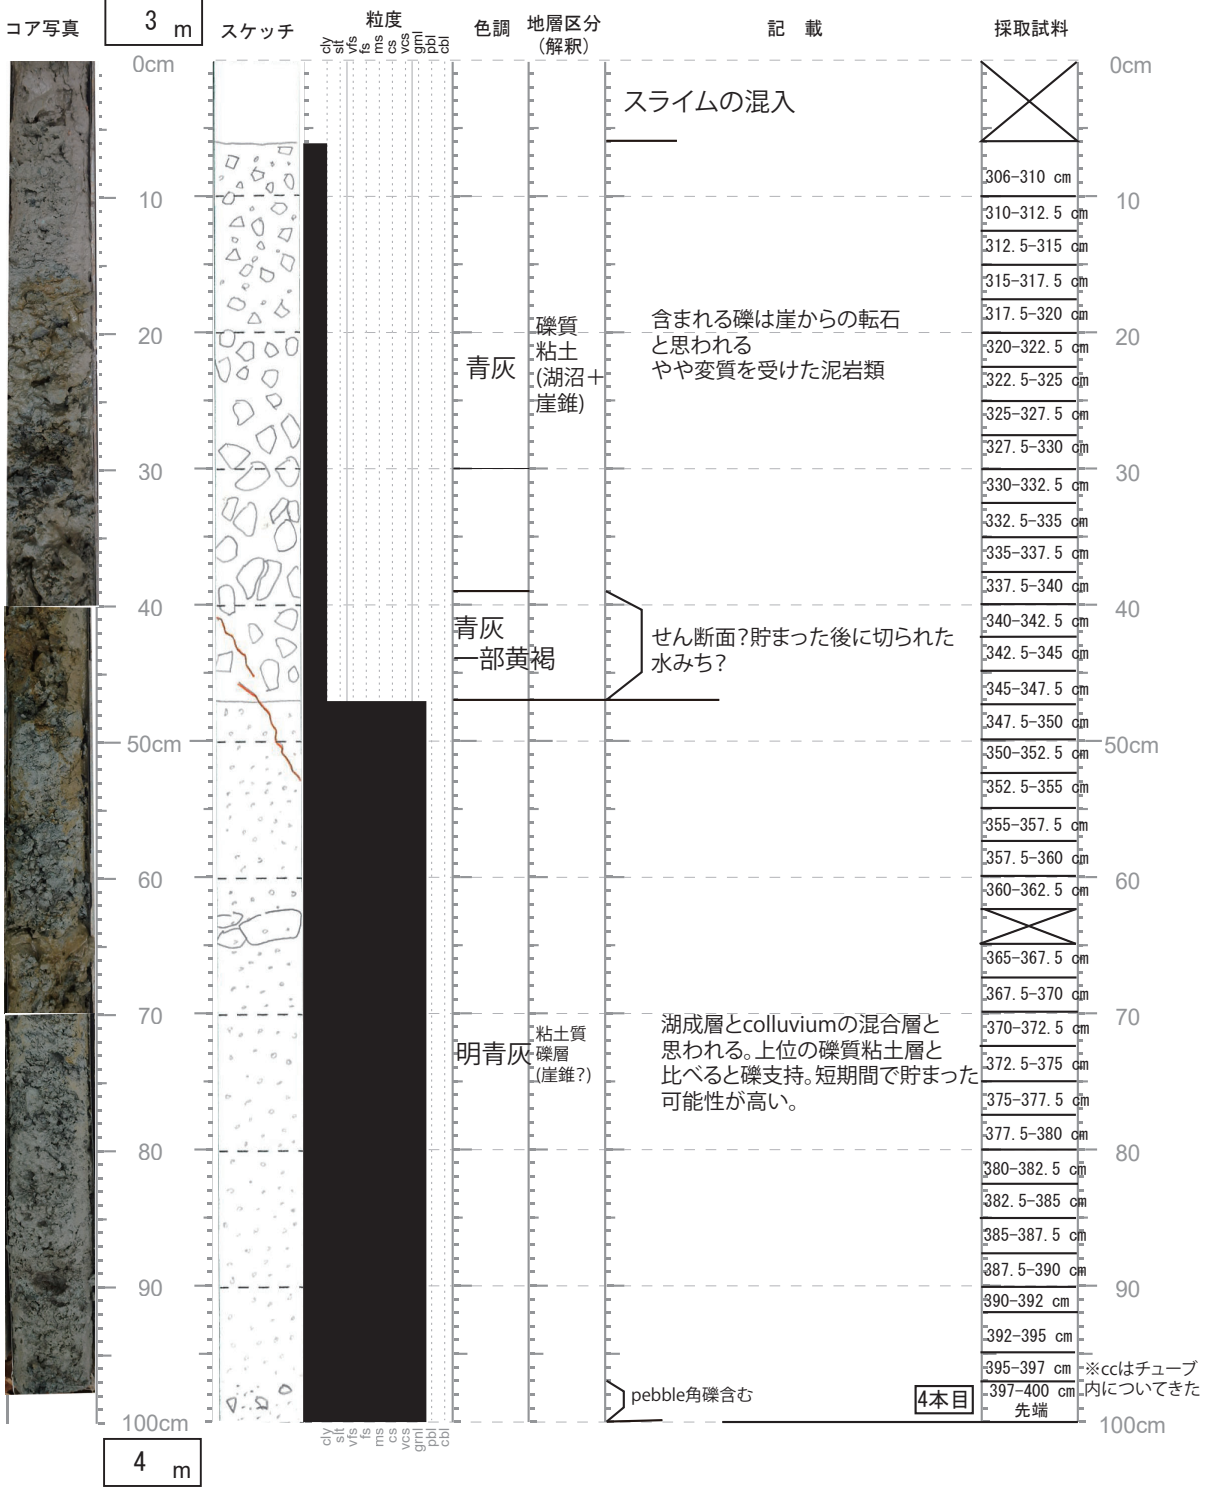 コア写真
3 m
スケッチ
粒度
cly slt vfs fs ms cs vcs grnl pbl cbl
色調
地層区分
(解釈)
記 載
採取試料
0cm
10
20
30
40
50cm
60
70
80
90
100cm
青灰
青灰
一部黄褐
明青灰
礫質
粘土
(湖沼＋
崖錐)
粘土質
礫層
(崖錐?)
スライムの混入
含まれる礫は崖からの転石
と思われる
やや変質を受けた泥岩類
せん断面?貯まった後に切られた
水みち?
湖成層とcolluviumの混合層と
思われる。上位の礫質粘土層と
比べると礫支持。短期間で貯まった
可能性が高い。
pebble角礫含む
4本目
306-310 cm
310-312.5 cm
312.5-315 cm
315-317.5 cm
317.5-320 cm
320-322.5 cm
322.5-325 cm
325-327.5 cm
327.5-330 cm
330-332.5 cm
332.5-335 cm
335-337.5 cm
337.5-340 cm
340-342.5 cm
342.5-345 cm
345-347.5 cm
347.5-350 cm
350-352.5 cm
352.5-355 cm
355-357.5 cm
357.5-360 cm
360-362.5 cm
365-367.5 cm
367.5-370 cm
370-372.5 cm
372.5-375 cm
375-377.5 cm
377.5-380 cm
380-382.5 cm
382.5-385 cm
385-387.5 cm
387.5-390 cm
390-392 cm
392-395 cm
395-397 cm
397-400 cm
先端
※ccはチューブ
内についてきた
0cm
10
20
30
40
50cm
60
70
80
90
100cm
cly slt vfs fs ms cs vcs grnl pbl cbl
4 m